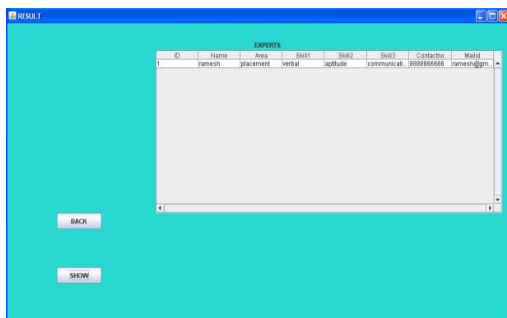 RESULT
EXPERTS
ID Name Area Skill1 Skill2 Skill3 Contactno MailId
1 ramesh placement verbal aptitude communicati... 8888866666 ramesh@gm...
BACK
SHOW